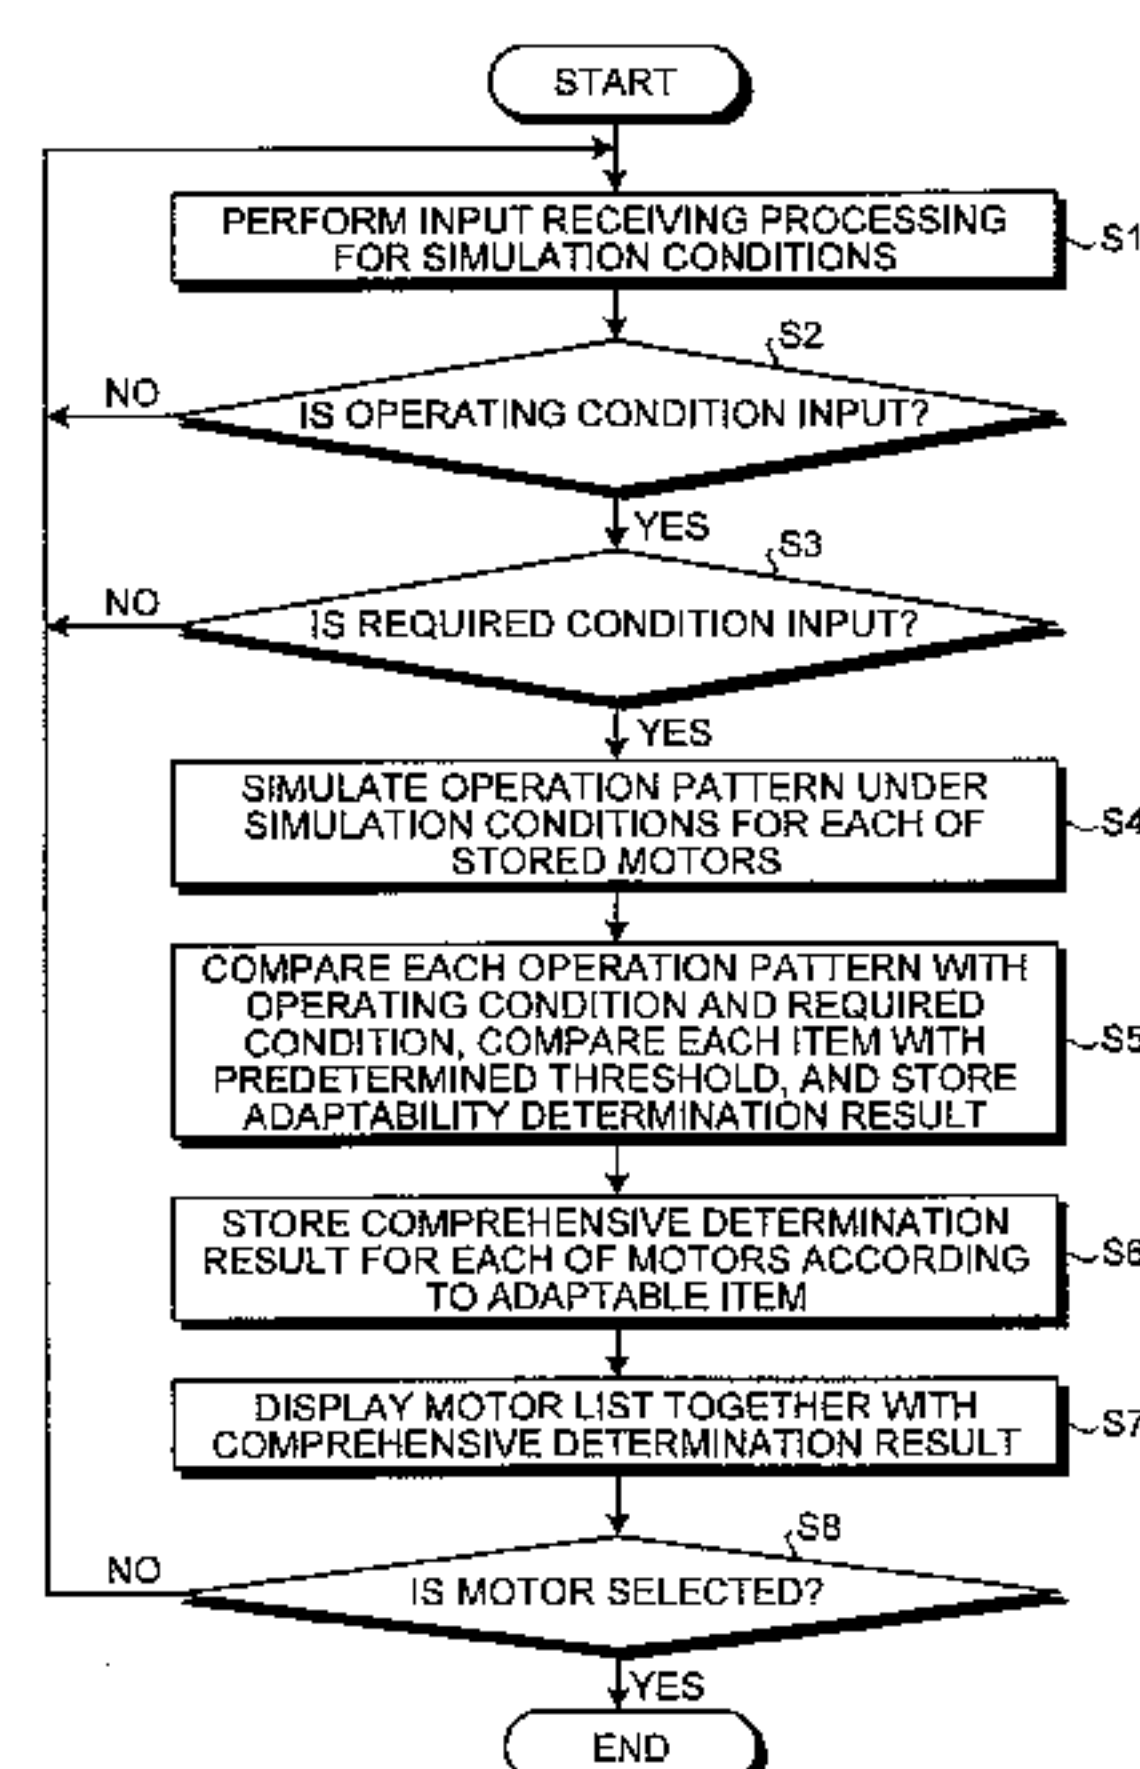 START
PERFORM INPUT RECEIVING PROCESSING
FOR SIMULATION CONDITIONS
S1
S2
NO
IS OPERATING CONDITION INPUT?
YES
S3
NO
IS REQUIRED CONDITION INPUT?
YES
SIMULATE OPERATION PATTERN UNDER
SIMULATION CONDITIONS FOR EACH OF
STORED MOTORS
S4
COMPARE EACH OPERATION PATTERN WITH
OPERATING CONDITION AND REQUIRED
CONDITION, COMPARE EACH ITEM WITH
PREDETERMINED THRESHOLD, AND STORE
ADAPTABILITY DETERMINATION RESULT
S5
STORE COMPREHENSIVE DETERMINATION
RESULT FOR EACH OF MOTORS ACCORDING
TO ADAPTABLE ITEM
S6
DISPLAY MOTOR LIST TOGETHER WITH
COMPREHENSIVE DETERMINATION RESULT
S7
S8
NO
IS MOTOR SELECTED?
YES
END